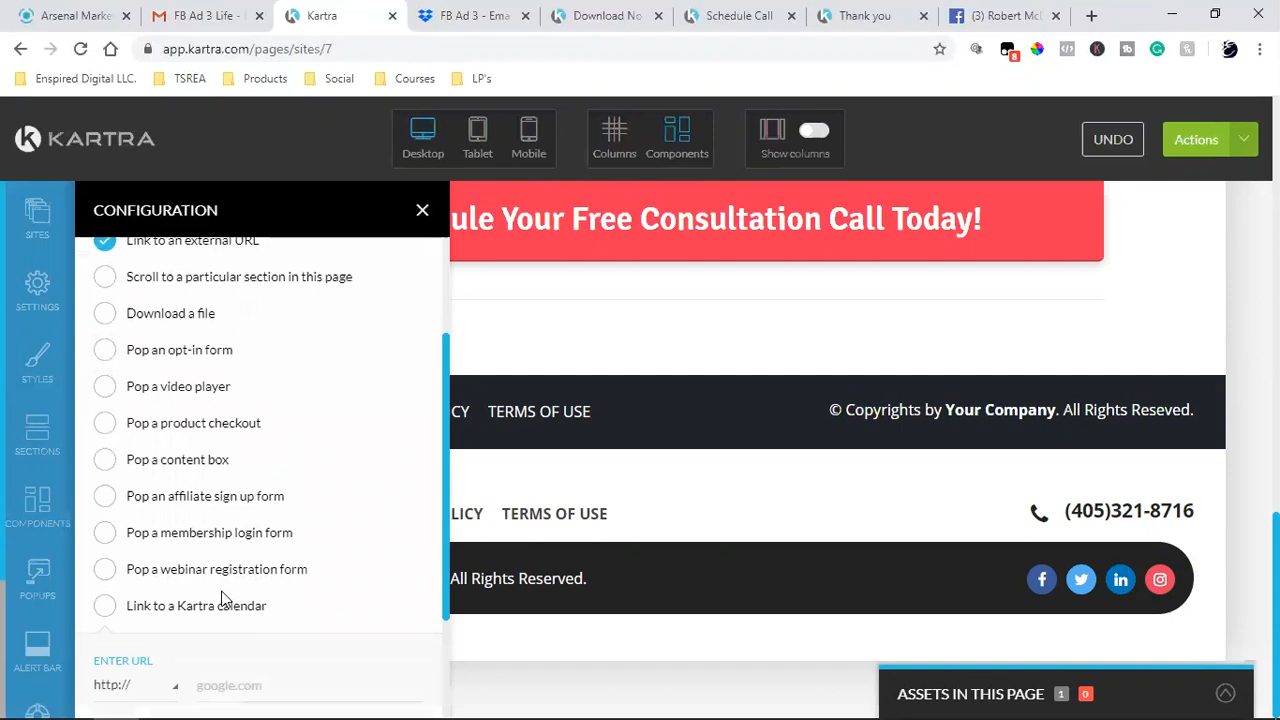 Arsenal Marke
FB Ad 3 Life - L
Kartra
FB Ad 3 - Ema
Download No
Schedule Call
Thank you
(3) Robert McD
app.kartra.com/pages/sites/7
8
Enspired Digital LLC.
TSREA
Products
Social
Courses
LP's
KARTRA
Desktop
Tablet
Mobile
Columns
Components
Show columns
UNDO
Actions
SITES
SETTINGS
STYLES
SECTIONS
COMPONENTS
POPUPS
ALERT BAR
CONFIGURATION
Link to an external URL
Scroll to a particular section in this page
Download a file
Pop an opt-in form
Pop a video player
Pop a product checkout
Pop a content box
Pop an affiliate sign up form
Pop a membership login form
Pop a webinar registration form
Link to a Kartra calendar
ENTER URL
http://
google.com
ule Your Free Consultation Call Today!
CY TERMS OF USE
© Copyrights by Your Company. All Rights Reseved.
LICY TERMS OF USE
(405)321-8716
All Rights Reserved.
ASSETS IN THIS PAGE 1 0